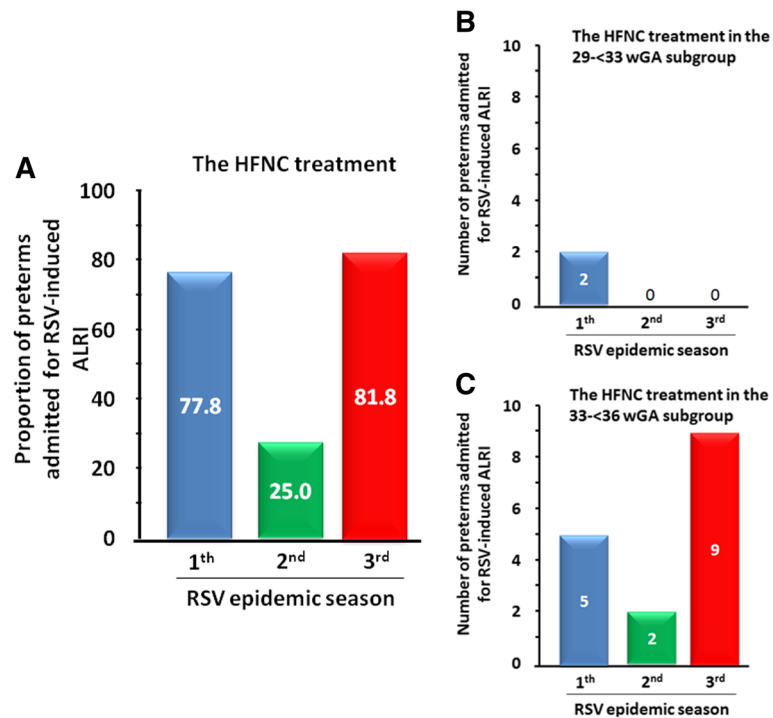 A
The HFNC treatment
Proportion of preterms
admitted for RSV-induced
ALRI
100
80
60
40
20
0
77.8
25.0
81.8
1th
2nd
3rd
RSV epidemic season
B
The HFNC treatment in the
29-<33 wGA subgroup
Number of preterms admitted
for RSV-induced ALRI
10
8
6
4
2
0
2
0
0
1th
2nd
3rd
RSV epidemic season
C
The HFNC treatment in the
33-<36 wGA subgroup
Number of preterms admitted
for RSV-induced ALRI
10
8
6
4
2
0
5
2
9
1th
2nd
3rd
RSV epidemic season